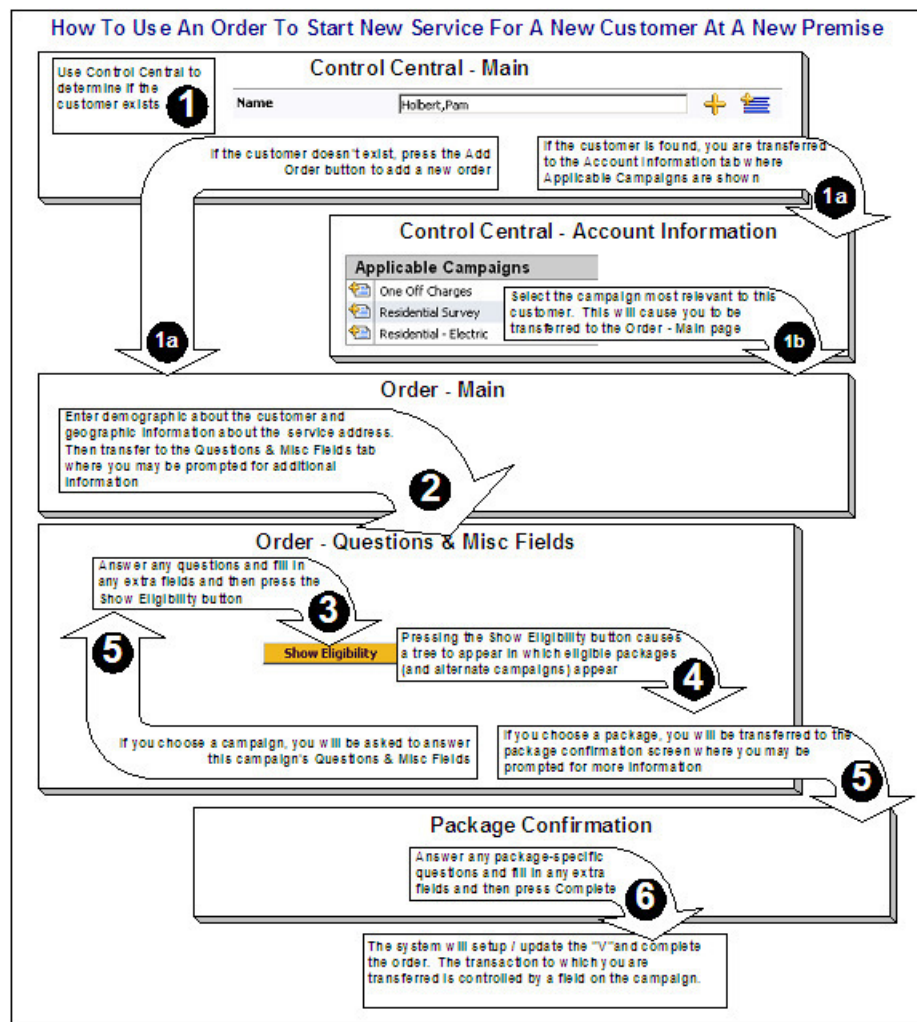 How To Use An Order To Start New Service For A New Customer At A New Premise
Control Central - Main
Use Control Central to
determine if the
customer exists
1
Name
Holbert,Pam
If the customer doesn't exist, press the Add
Order button to add a new order
If the customer is found, you are transferred
to the Account Information tab where
Applicable Campaigns are shown
1a
Control Central - Account Information
Applicable Campaigns
One Off Charges
Residential Survey
Residential - Electric
Select the campaign most relevant to this
customer. This will cause you to be
transferred to the Order - Main page
1a
1b
Order - Main
Enter demographic about the customer and
geographic information about the service address.
Then transfer to the Questions & Misc Fields tab
where you may be prompted for additional
information
2
Order - Questions & Misc Fields
Answer any questions and fill in
any extra fields and then press the
Show Eligibility button
3
5
Show Eligibility
Pressing the Show Eligibility button causes
a tree to appear in which eligible packages
(and alternate campaigns) appear
4
If you choose a campaign, you will be asked to answer
this campaign's Questions & Misc Fields
If you choose a package, you will be transferred to the
package confirmation screen where you may be
prompted for more information
5
Package Confirmation
Answer any package-specific
questions and fill in any extra
fields and then press Complete
6
The system will setup / update the "V"and complete
the order. The transaction to which you are
transferred is controlled by a field on the campaign.